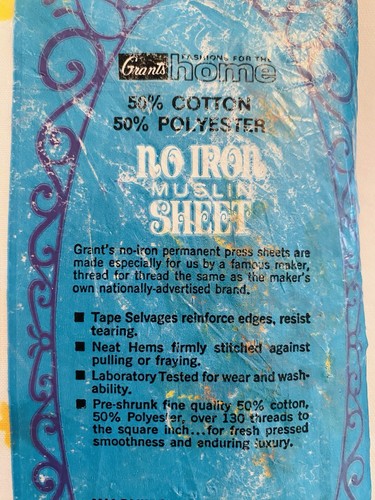 Grants FASHIONS FOR THE
home
50% COTTON
50% POLYESTER
NO IRON
MUSLIN
SHEET
Grant's no-iron permanent press sheets are
made especially for us by a famous maker,
thread for thread the same as the maker's
own nationally-advertised brand.
■ Tape Selvages reinforce edges, resist
tearing.
■ Neat Hems firmly stitched against
pulling or fraying.
■ Laboratory Tested for wear and wash-
ability.
■ Pre-shrunk fine quality 50% cotton,
50% Polyester, over 130 threads to
the square inch...for fresh pressed
smoothness and enduring luxury.